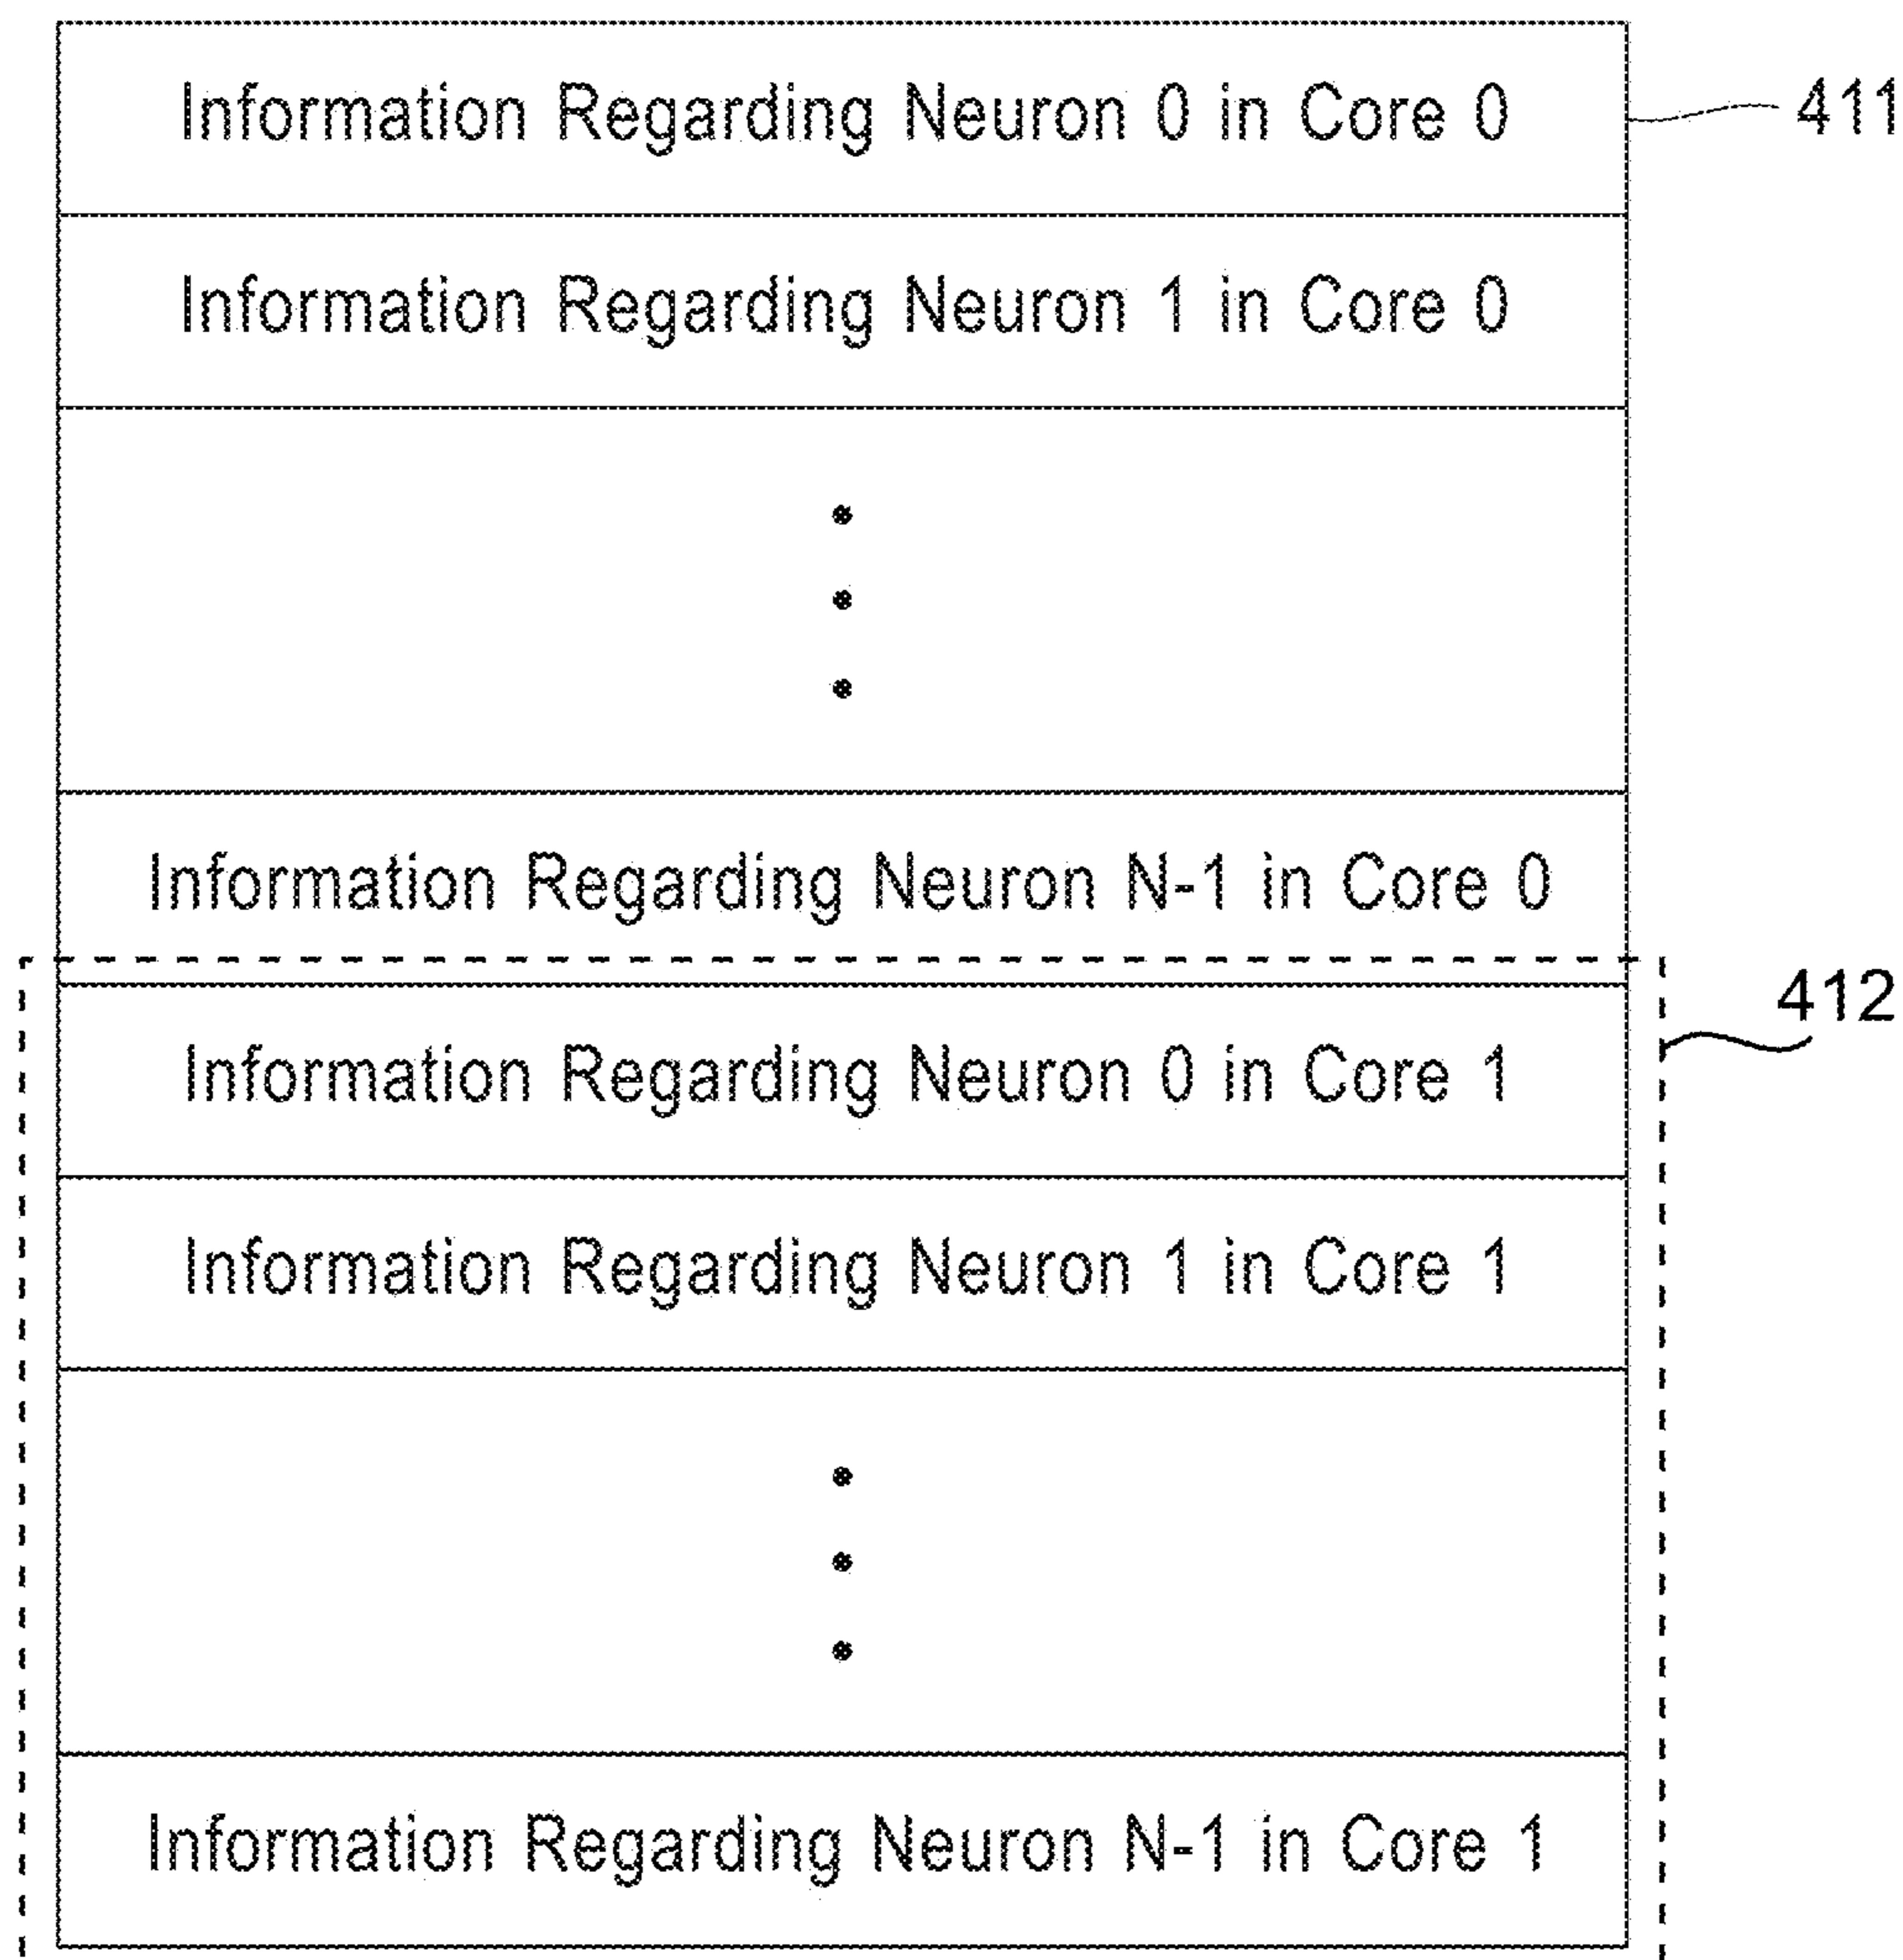 Information Regarding Neuron 0 in Core 0
411
Information Regarding Neuron 1 in Core 0
Information Regarding Neuron N-1 in Core 0
412
Information Regarding Neuron 0 in Core 1
Information Regarding Neuron 1 in Core 1
Information Regarding Neuron N-1 in Core 1